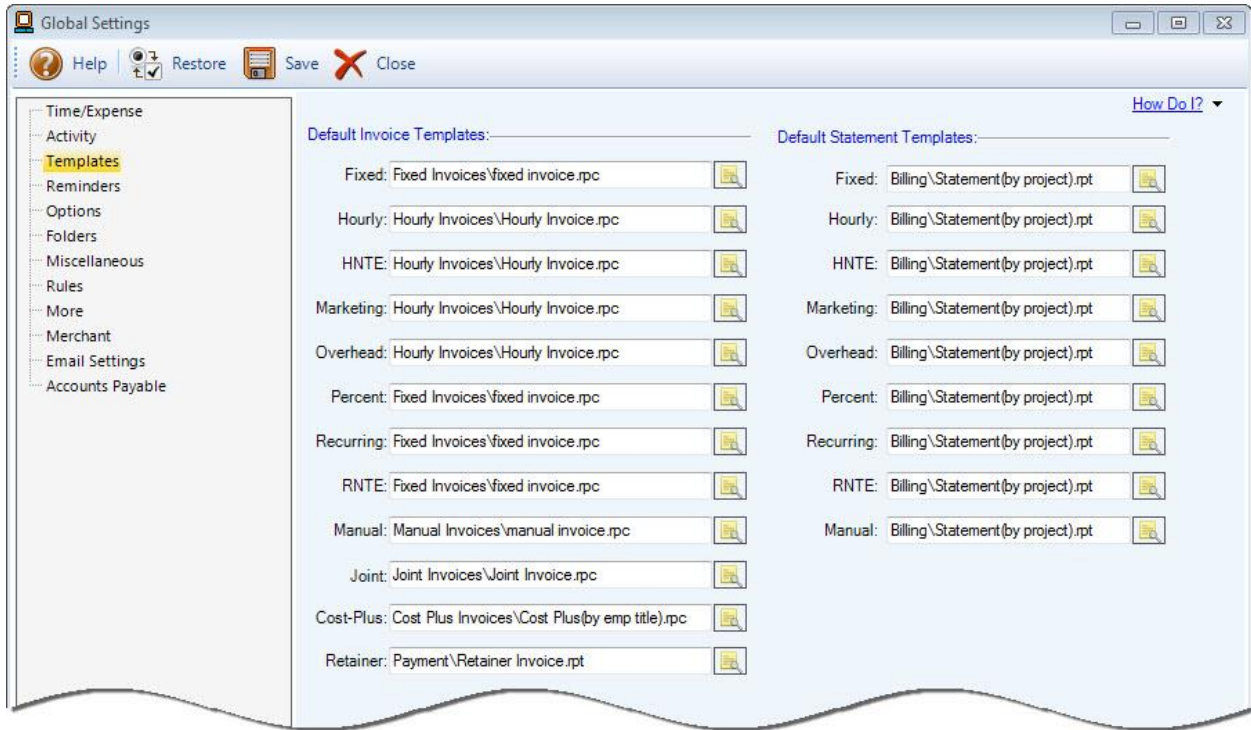 Global Settings
Help Restore Save Close
How Do I?
Time/Expense
Activity
Templates
Reminders
Options
Folders
Miscellaneous
Rules
More
Merchant
Email Settings
Accounts Payable
Default Invoice Templates:
Fixed: Fixed Invoices\fixed invoice.rpc
Hourly: Hourly Invoices\Hourly Invoice.rpc
HNTE: Hourly Invoices\Hourly Invoice.rpc
Marketing: Hourly Invoices\Hourly Invoice.rpc
Overhead: Hourly Invoices\Hourly Invoice.rpc
Percent: Fixed Invoices\fixed invoice.rpc
Recurring: Fixed Invoices\fixed invoice.rpc
RNTE: Fixed Invoices\fixed invoice.rpc
Manual: Manual Invoices\manual invoice.rpc
Joint: Joint Invoices\Joint Invoice.rpc
Cost-Plus: Cost Plus Invoices\Cost Plus(by emp title).rpc
Retainer: Payment\Retainer Invoice.rpt
Default Statement Templates:
Fixed: Billing\Statement(by project).rpt
Hourly: Billing\Statement(by project).rpt
HNTE: Billing\Statement(by project).rpt
Marketing: Billing\Statement(by project).rpt
Overhead: Billing\Statement(by project).rpt
Percent: Billing\Statement(by project).rpt
Recurring: Billing\Statement(by project).rpt
RNTE: Billing\Statement(by project).rpt
Manual: Billing\Statement(by project).rpt